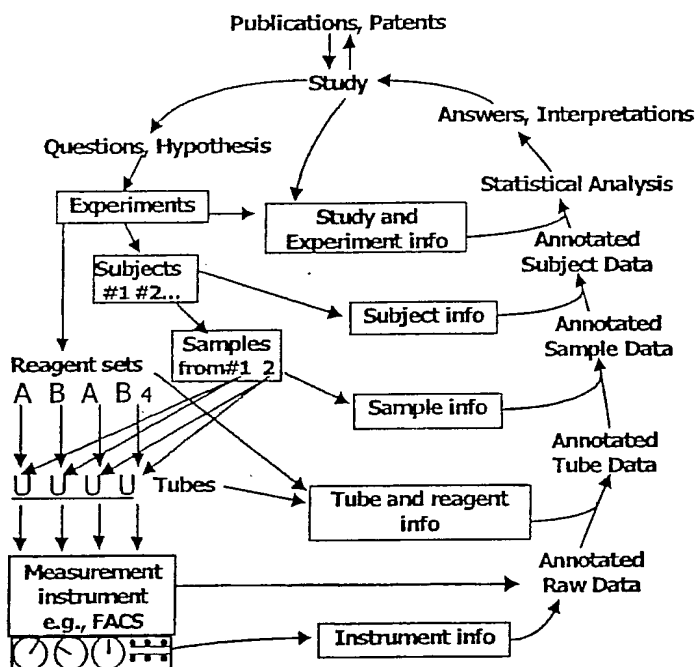 Publications, Patents
Study
Answers, Interpretations
Questions, Hypothesis
Statistical Analysis
Experiments
Study and
Experiment info
Annotated
Subject Data
Subjects
#1 #2...
Subject info
Annotated
Sample Data
Samples
from#1 2
Reagent sets
A B A B 4
Sample info
Annotated
Tube Data
U U U U Tubes
Tube and reagent
info
Annotated
Raw Data
Measurement
instrument
e.g., FACS
Instrument info